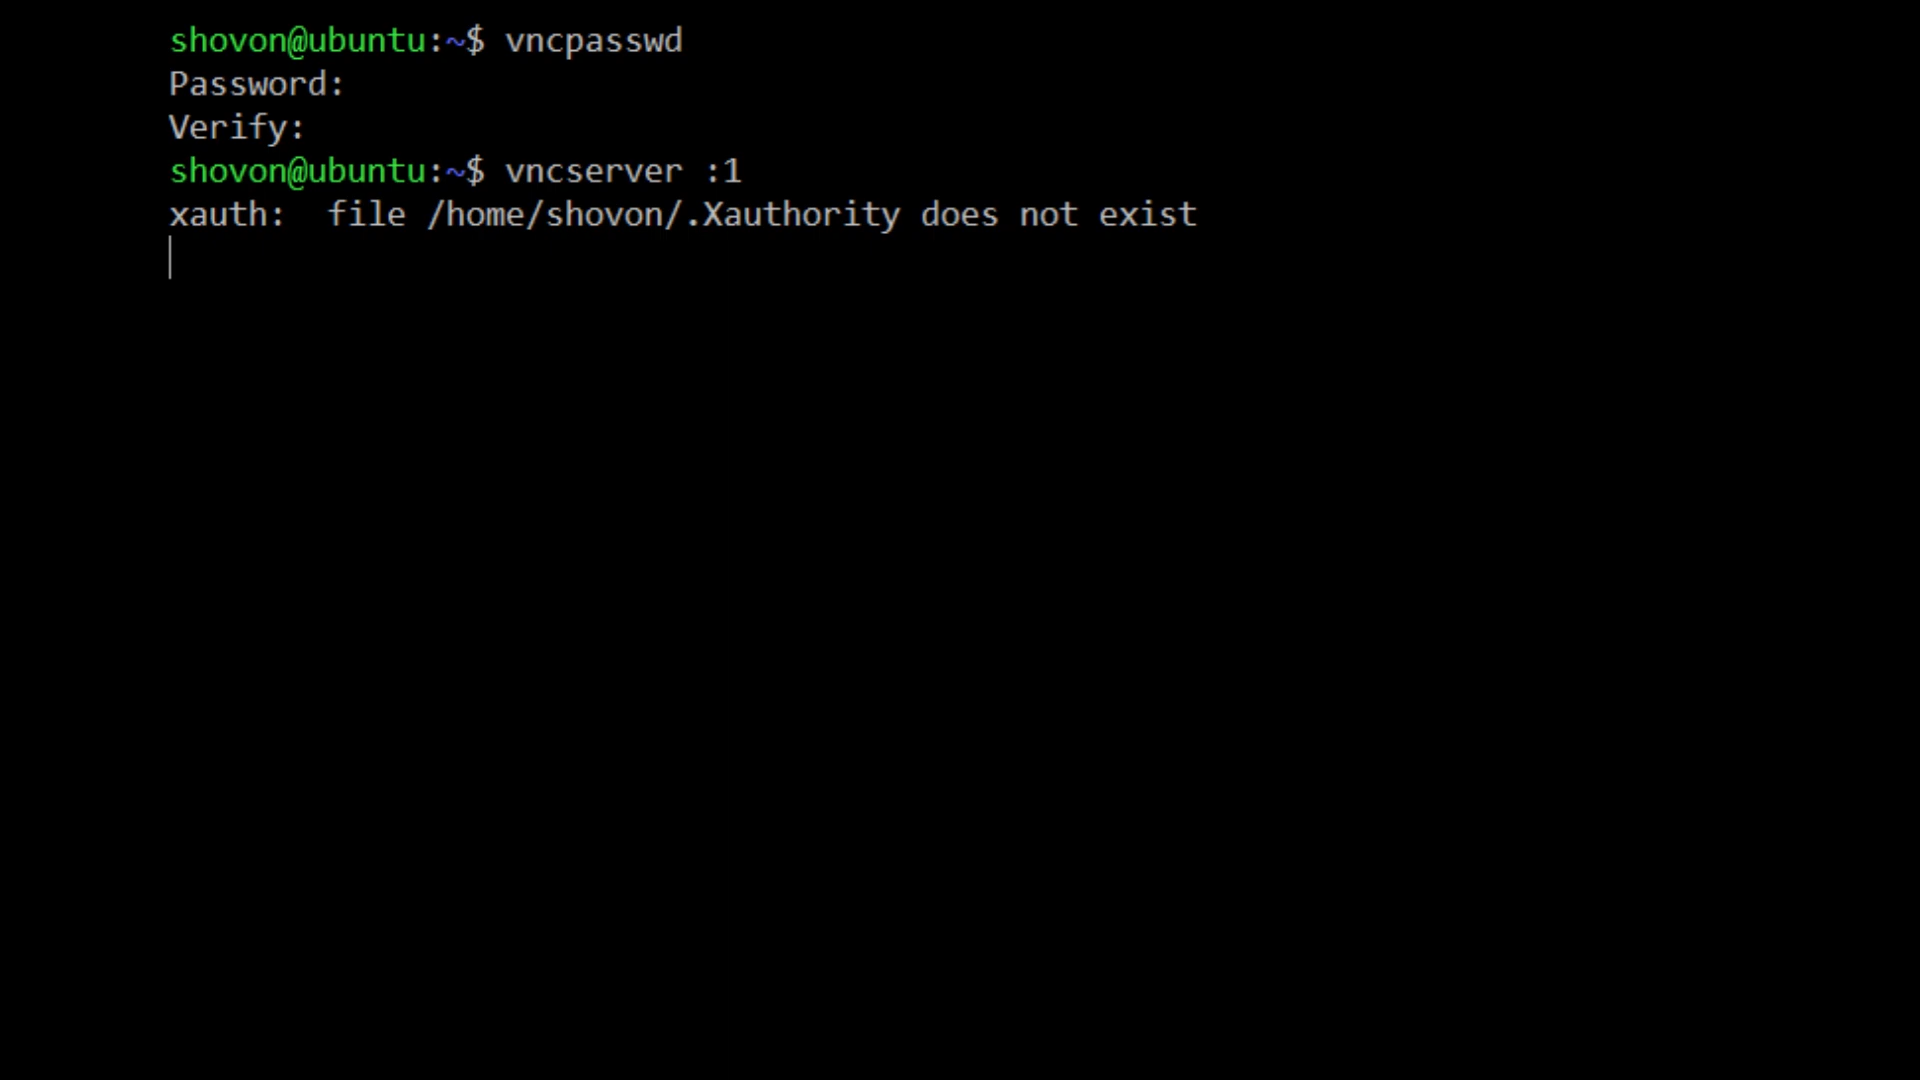 shovon@ubuntu:~$ vncpasswd
Password:
Verify:
shovon@ubuntu:~$ vncserver :1
xauth:  file /home/shovon/.Xauthority does not exist